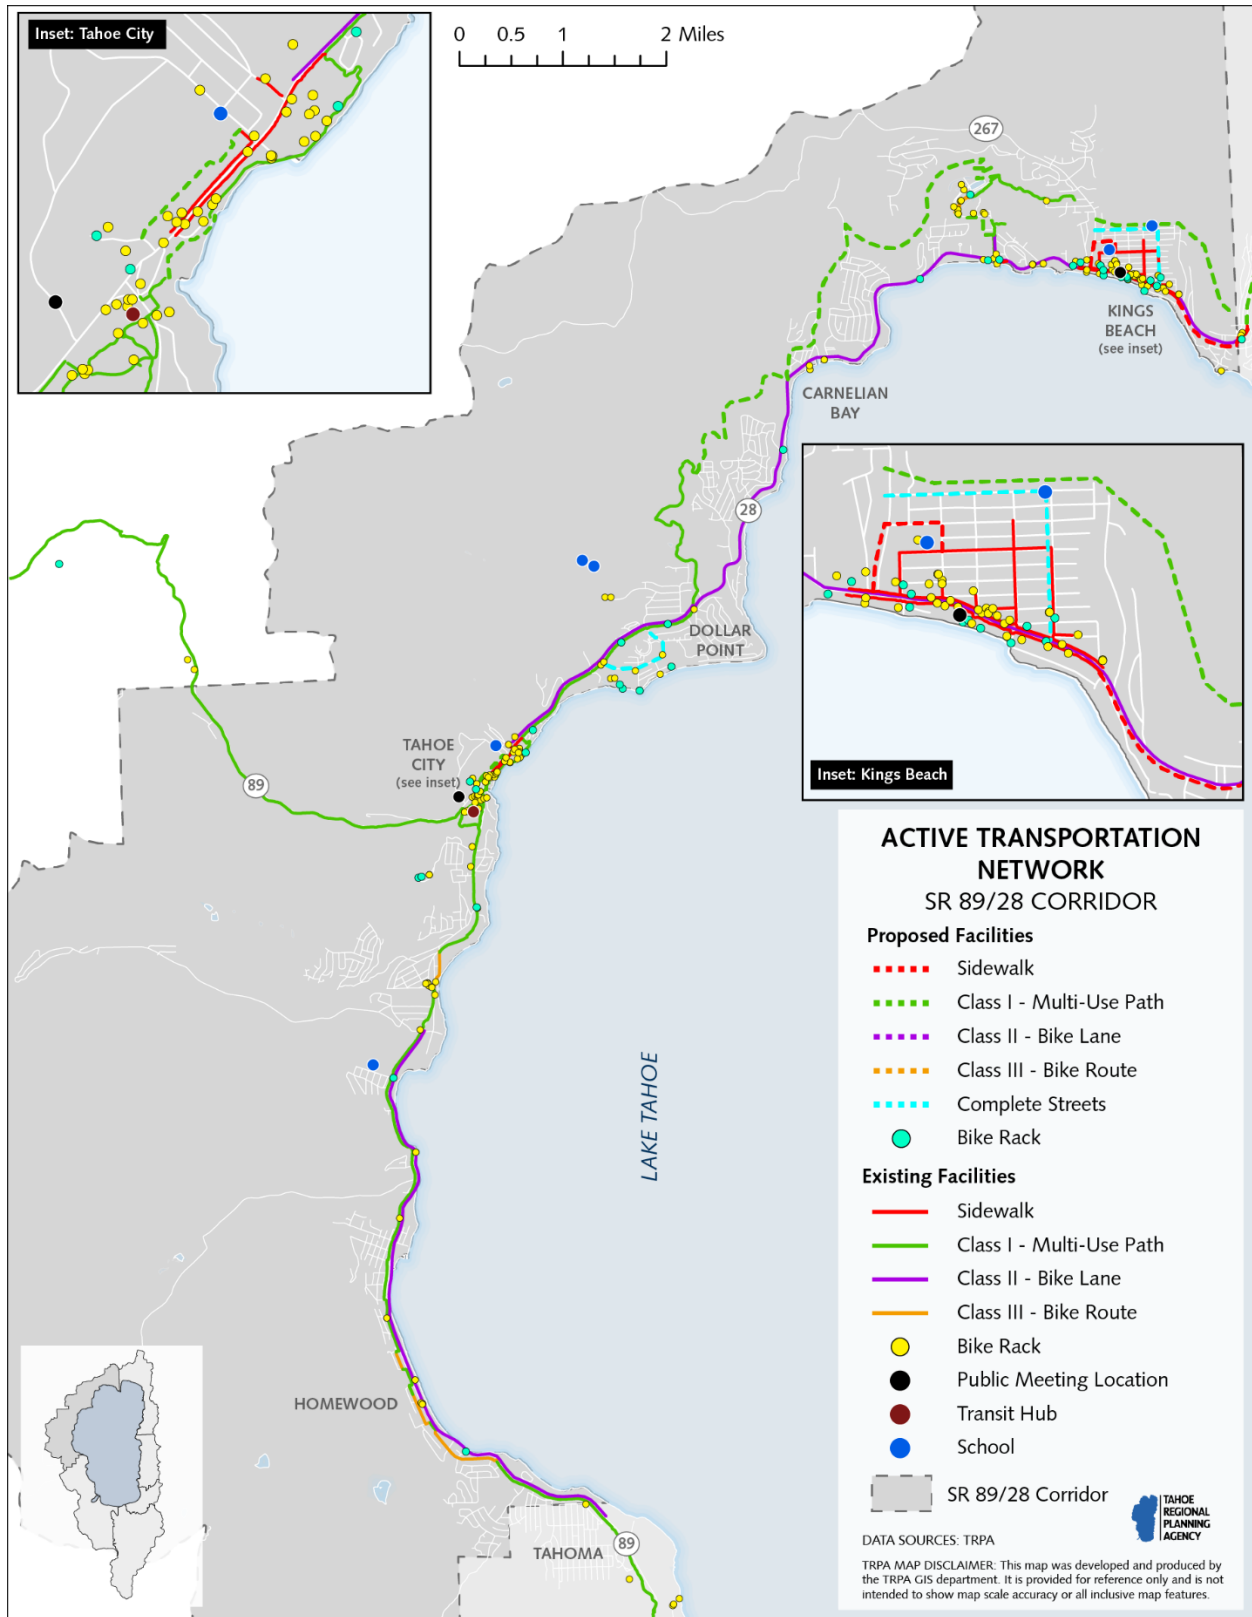 Inset: Tahoe City
0 0.5 1 2 Miles
267
KINGS
BEACH
(see inset)
CARNELIAN
BAY
28
DOLLAR
POINT
TAHOE
CITY
(see inset)
89
Inset: Kings Beach
LAKE TAHOE
HOMEWOOD
TAHOMA
89
ACTIVE TRANSPORTATION
NETWORK
SR 89/28 CORRIDOR
Proposed Facilities
Sidewalk
Class I - Multi-Use Path
Class II - Bike Lane
Class III - Bike Route
Complete Streets
Bike Rack
Existing Facilities
Sidewalk
Class I - Multi-Use Path
Class II - Bike Lane
Class III - Bike Route
Bike Rack
Public Meeting Location
Transit Hub
School
SR 89/28 Corridor
TAHOE
REGIONAL
PLANNING
AGENCY
DATA SOURCES: TRPA
TRPA MAP DISCLAIMER: This map was developed and produced by
the TRPA GIS department. It is provided for reference only and is not
intended to show map scale accuracy or all inclusive map features.